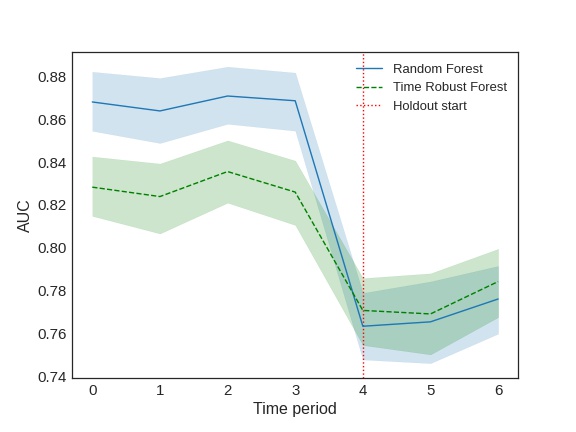 Random Forest
Time Robust Forest
Holdout start
AUC
0.88
0.86
0.84
0.82
0.80
0.78
0.76
0.74
0 1 2 3 4 5 6
Time period